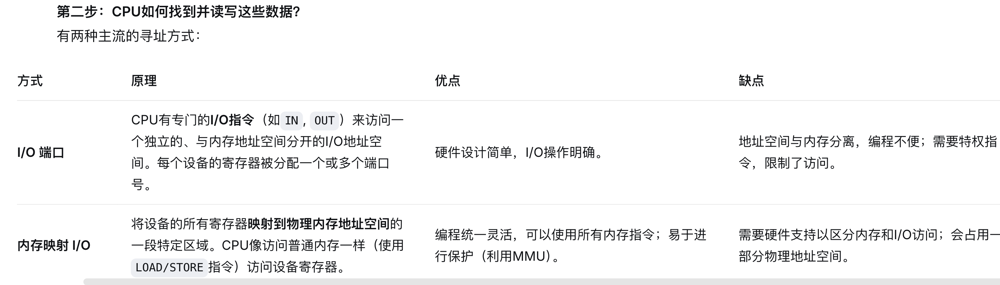 第二步：CPU如何找到并读写这些数据？
有两种主流的寻址方式：
方式 原理 优点 缺点
I/O 端口
CPU有专门的I/O指令（如 IN, OUT）来访问一
个独立的、与内存地址空间分开的I/O地址空
间。每个设备的寄存器被分配一个或多个端口
号。
硬件设计简单，I/O操作明确。
地址空间与内存分离，编程不便；需要特权指
令，限制了访问。
内存映射 I/O
将设备的所有寄存器映射到物理内存地址空间的
一段特定区域。CPU像访问普通内存一样（使用
LOAD/STORE指令）访问设备寄存器。
编程统一灵活，可以使用所有内存指令；易于进
行保护（利用MMU）。
需要硬件支持以区分内存和I/O访问；会占用一
部分物理地址空间。